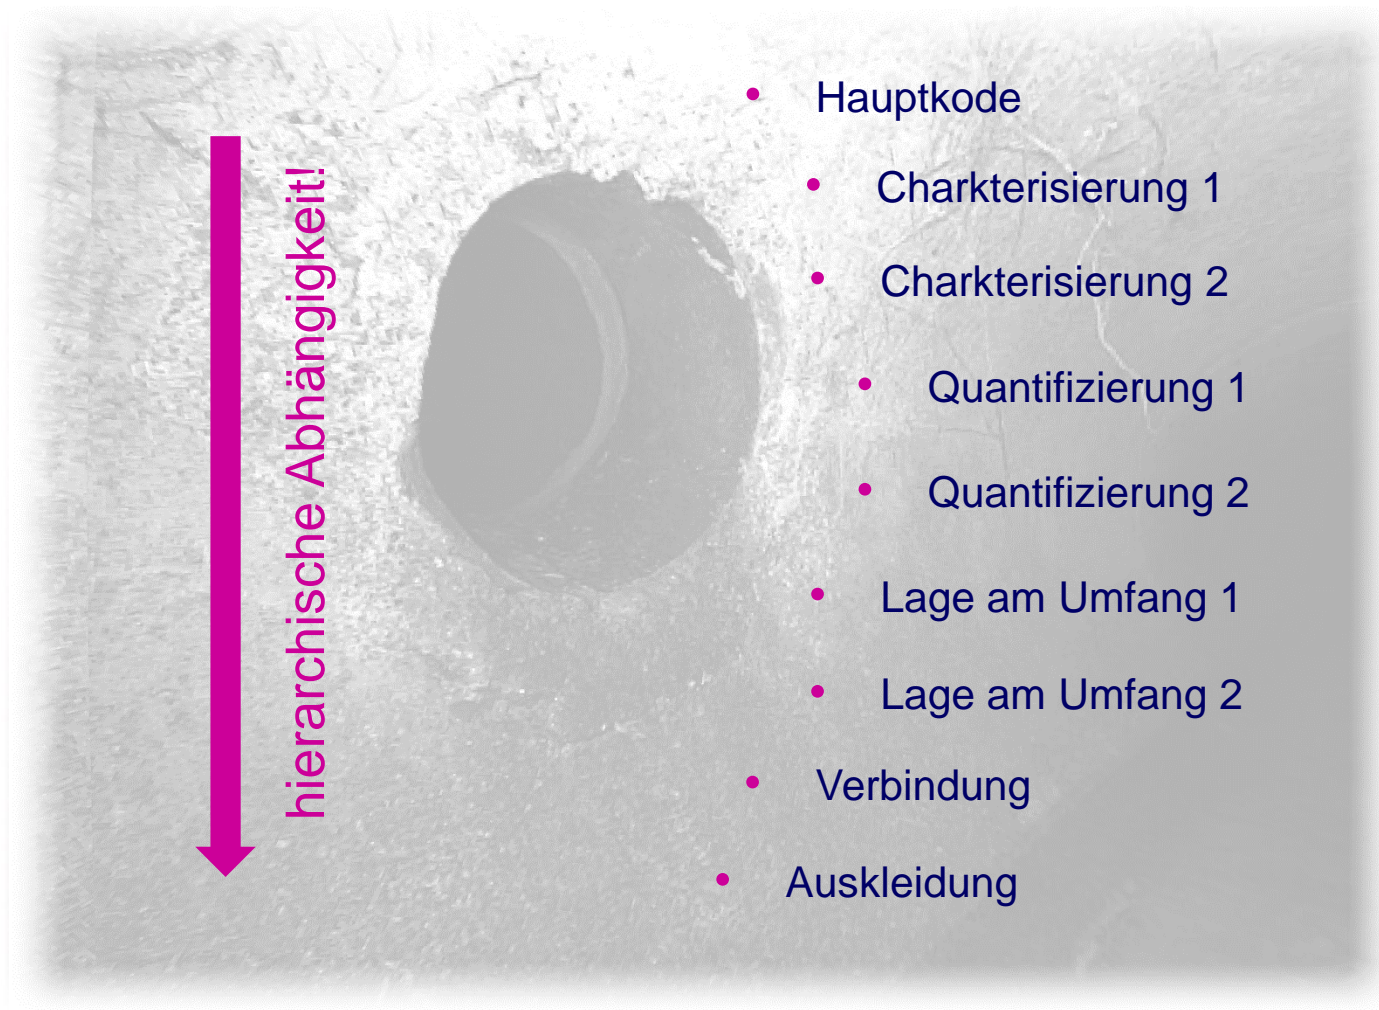 hierarchische Abhängigkeit!
• Hauptkode
• Charkterisierung 1
• Charkterisierung 2
• Quantifizierung 1
• Quantifizierung 2
• Lage am Umfang 1
• Lage am Umfang 2
• Verbindung
• Auskleidung